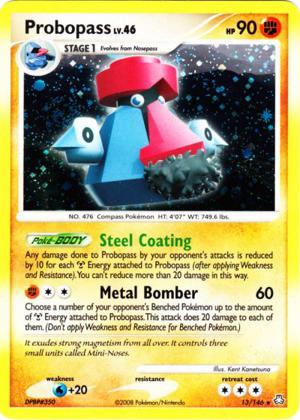 Probopass LV.46 HP 90
STAGE 1 Evolves from Nosepass
NO. 476 Compass Pokémon HT: 4'07" WT: 749.6 lbs.
Poké-BODY Steel Coating
Any damage done to Probopass by your opponent's attacks is reduced
by 10 for each Energy attached to Probopass (after applying Weakness
and Resistance). You can't reduce more than 20 damage in this way.
Metal Bomber 60
Choose a number of your opponent's Benched Pokémon up to the amount
of Energy attached to Probopass. This attack does 20 damage to each of
them. (Don't apply Weakness and Resistance for Benched Pokémon.)
It exudes strong magnetism from all over. It controls three
small units called Mini-Noses.
Illus. Kent Kanetsuna
DPBP#350
13/146
weakness resistance retreat cost
+20
©2008 Pokémon/Nintendo